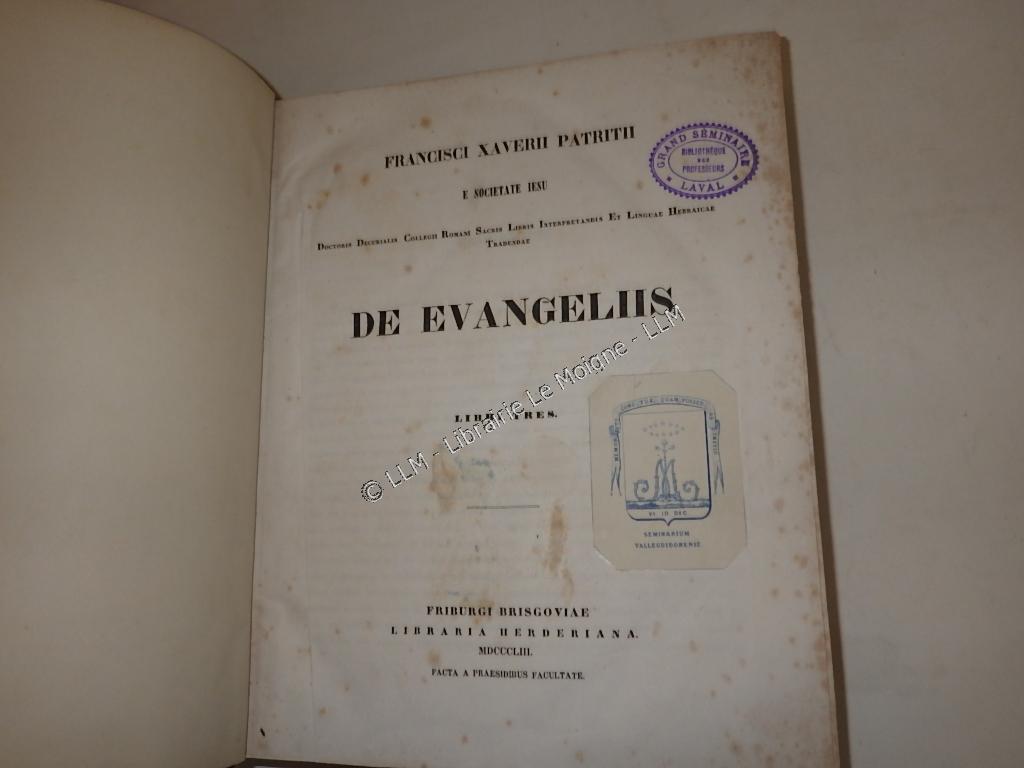 FRANCISCI XAVERII PATRITII
E SOCIETATE IESU
DOCTORIS DECURIALIS COLLEGII ROMANI SACRIS LIBRIS INTERPRETANDIS ET LINGUAE HEBRAICAE
TRADENDAE
GRAND SÉMINAIRE
BIBLIOTHÈQUE
DES
PROFESSEURS
LAVAL
DE EVANGELIIS
LIBRI TRES.
© LLM - Librairie Le Moigne - LLM
VI ID DEC
SEMINARIUM
VALLEGUIDONENSE
FRIBURGI BRISGOVIAE
LIBRARIA HERDERIANA.
MDCCCLIII.
FACTA A PRAESIDIBUS FACULTATE.